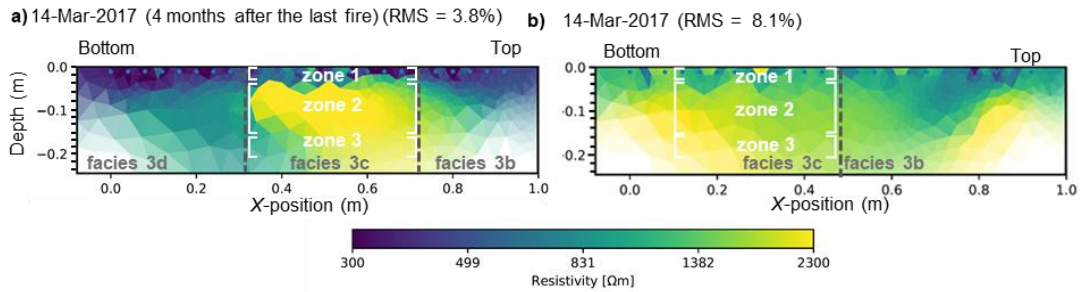 a) 14-Mar-2017 (4 months after the last fire) (RMS = 3.8%)
Bottom
Top
0.0
−0.1
−0.2
Depth (m)
zone 1
zone 2
zone 3
facies 3d
facies 3c
facies 3b
0.0 0.2 0.4 0.6 0.8 1.0
X-position (m)
b) 14-Mar-2017 (RMS = 8.1%)
Bottom
Top
0.0
−0.1
−0.2
zone 1
zone 2
zone 3
facies 3c
facies 3b
0.0 0.2 0.4 0.6 0.8 1.0
X-position (m)
300 499 831 1382 2300
Resistivity [Ωm]